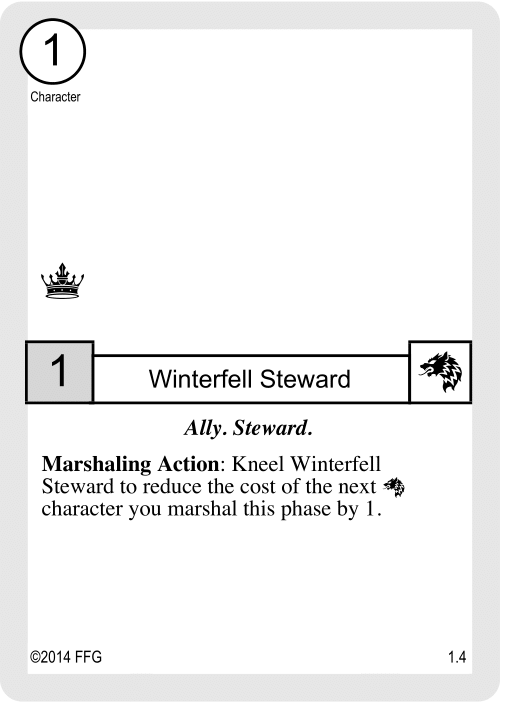 1
Character
1
Winterfell Steward
Ally. Steward.
Marshaling Action: Kneel Winterfell
Steward to reduce the cost of the next
character you marshal this phase by 1.
©2014 FFG
1.4